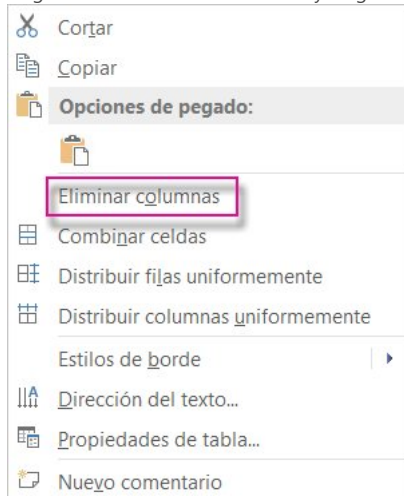 Cortar
Copiar
Opciones de pegado:
Eliminar columnas
Combinar celdas
Distribuir filas uniformemente
Distribuir columnas uniformemente
Estilos de borde
Dirección del texto...
Propiedades de tabla...
Nuevo comentario